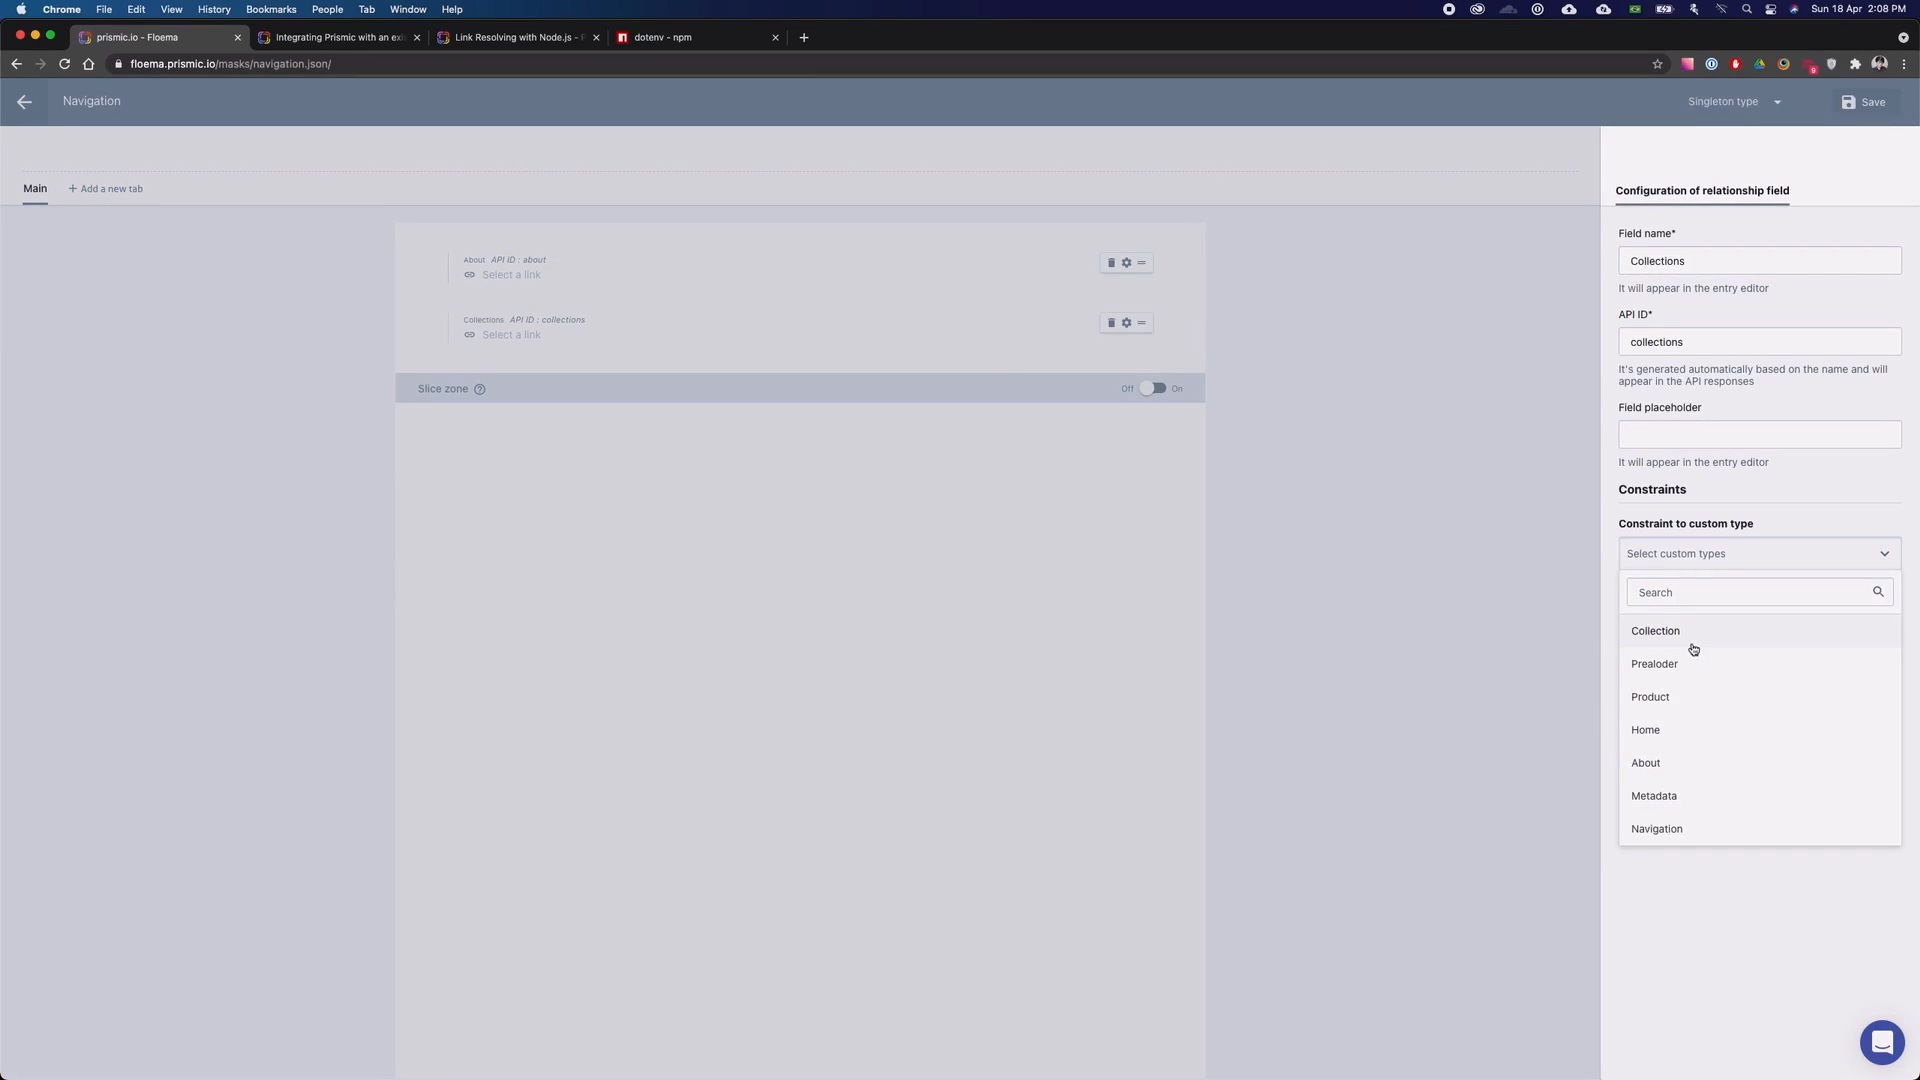 Chrome File Edit View History Bookmarks People Tab Window Help Sun 18 Apr 2:08 PM
prismic.io - Floema Integrating Prismic with an exi Link Resolving with Node.js - dotenv - npm
floema.prismic.io/masks/navigation.json/
9
Navigation Singleton type Save
Main + Add a new tab
Configuration of relationship field
About API ID : about
Select a link
Collections API ID : collections
Select a link
Slice zone Off On
Field name*
Collections
It will appear in the entry editor
API ID*
collections
It's generated automatically based on the name and will
appear in the API responses
Field placeholder
It will appear in the entry editor
Constraints
Constraint to custom type
Select custom types
Search
Collection
Prealoder
Product
Home
About
Metadata
Navigation